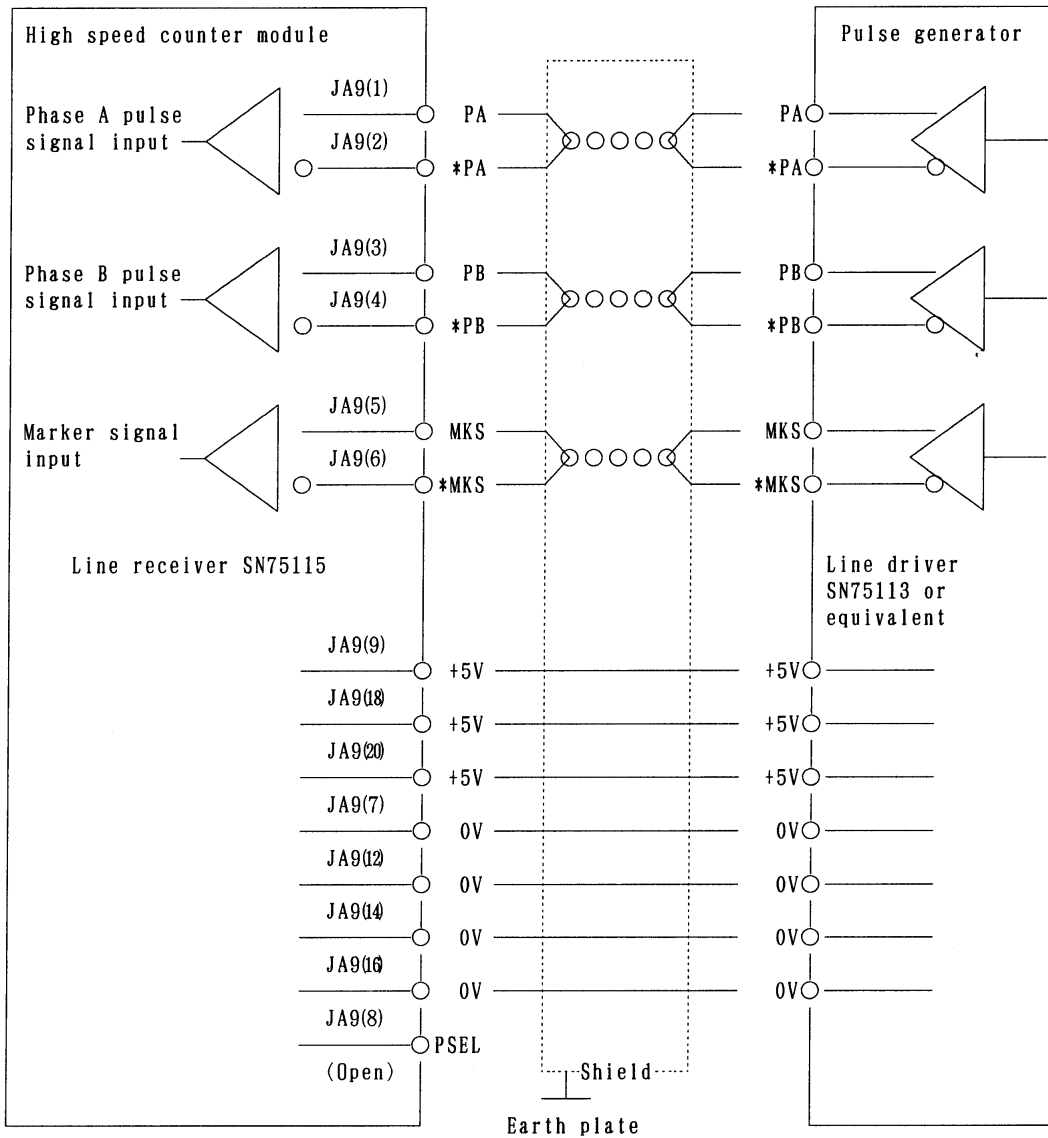 High speed counter module
Pulse generator
Phase A pulse
signal input
JA9(1)
PA
PA
JA9(2)
*PA
*PA
Phase B pulse
signal input
JA9(3)
PB
PB
JA9(4)
*PB
*PB
Marker signal
input
JA9(5)
MKS
MKS
JA9(6)
*MKS
*MKS
Line receiver SN75115
Line driver
SN75113 or
equivalent
JA9(9)
+5V
+5V
JA9(18)
+5V
+5V
JA9(20)
+5V
+5V
JA9(7)
0V
0V
JA9(12)
0V
0V
JA9(14)
0V
0V
JA9(16)
0V
0V
JA9(8)
PSEL
(Open)
Shield
Earth plate